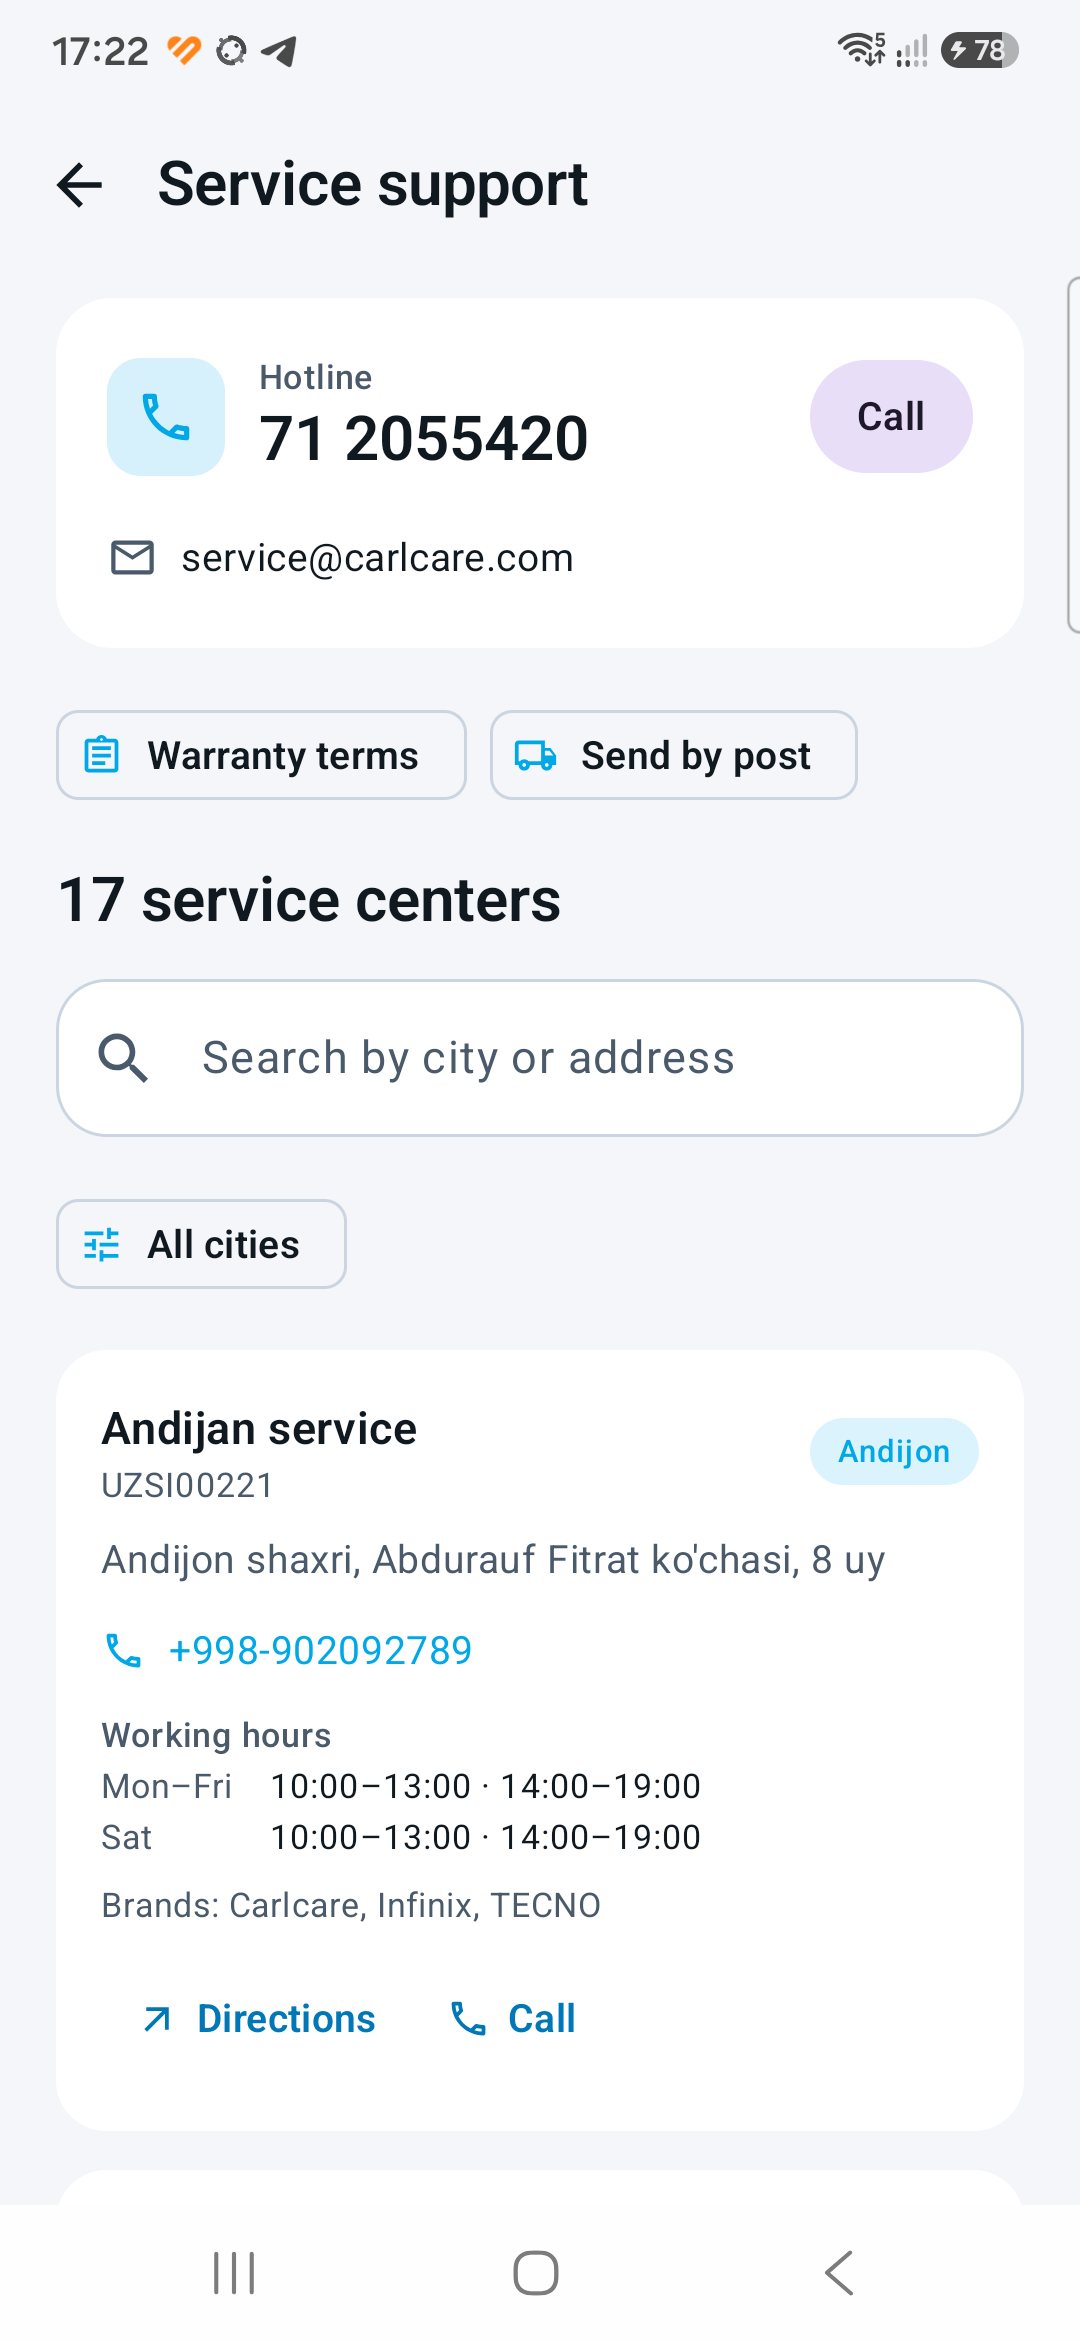 17:22
5
78
Service support
Hotline
71 2055420
Call
service@carlcare.com
Warranty terms
Send by post
17 service centers
Search by city or address
All cities
Andijan service
Andijon
UZSI00221
Andijon shaxri, Abdurauf Fitrat ko'chasi, 8 uy
+998-902092789
Working hours
Mon–Fri 10:00–13:00 · 14:00–19:00
Sat 10:00–13:00 · 14:00–19:00
Brands: Carlcare, Infinix, TECNO
Directions
Call